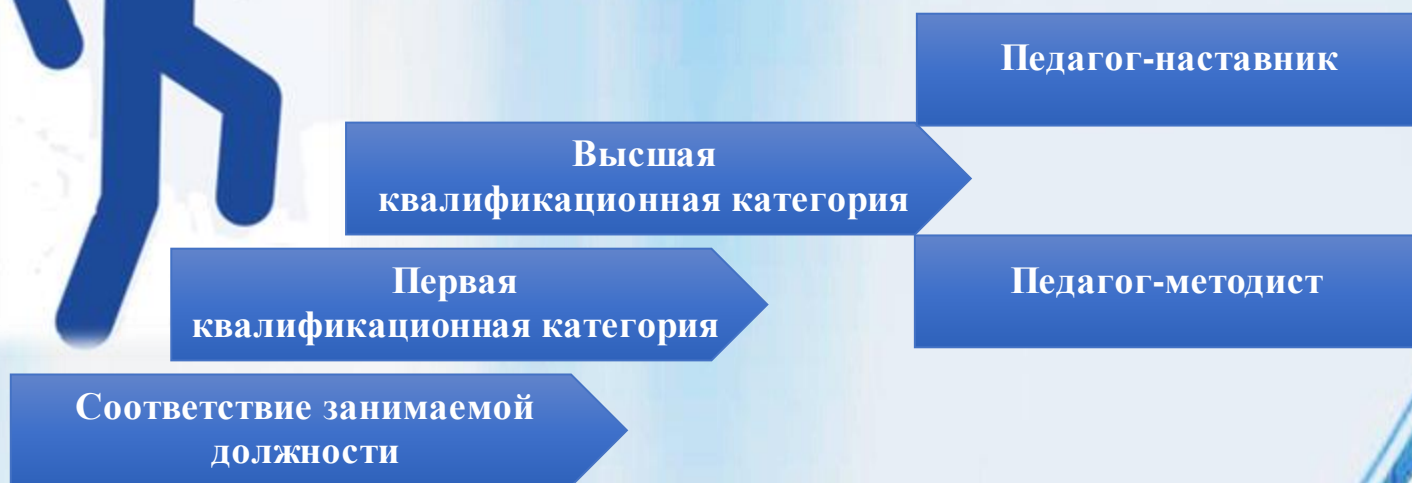 Педагог-наставник
Высшая
квалификационная категория
Первая
квалификационная категория
Педагог-методист
Соответствие занимаемой
должности